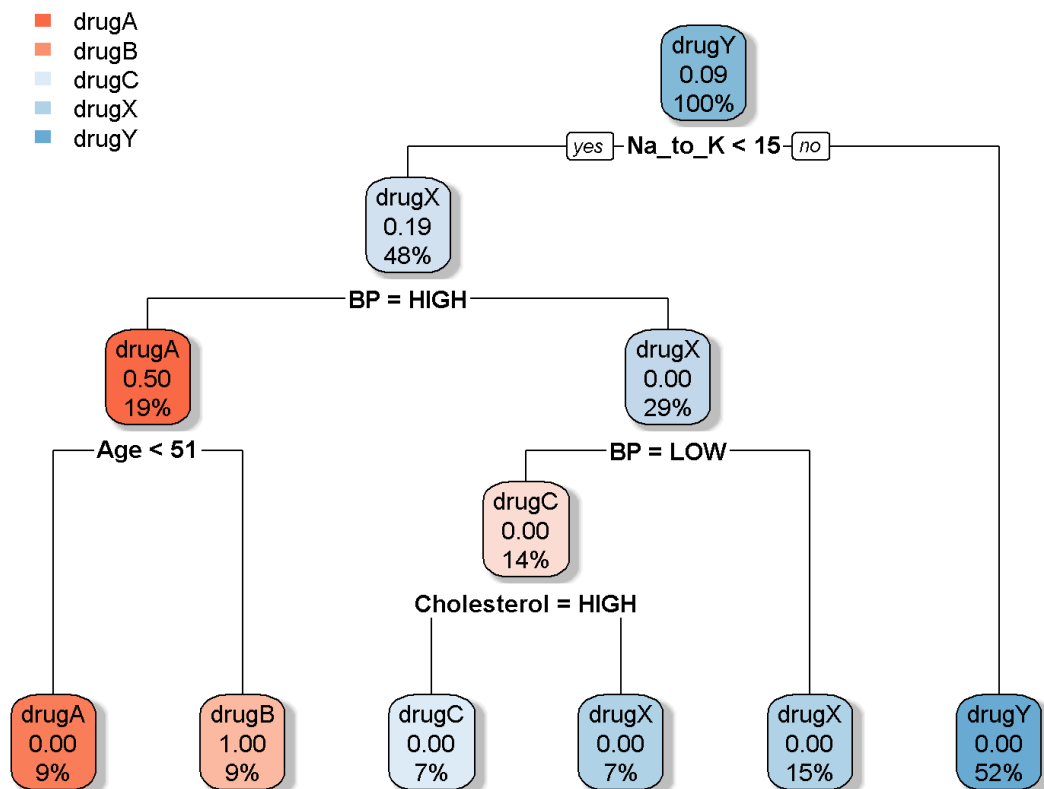 drugA
drugB
drugC
drugX
drugY
drugY
0.09
100%
yes Na_to_K < 15 no
drugX
0.19
48%
BP = HIGH
drugA
0.50
19%
drugX
0.00
29%
Age < 51
BP = LOW
drugC
0.00
14%
Cholesterol = HIGH
drugA
0.00
9%
drugB
1.00
9%
drugC
0.00
7%
drugX
0.00
7%
drugX
0.00
15%
drugY
0.00
52%